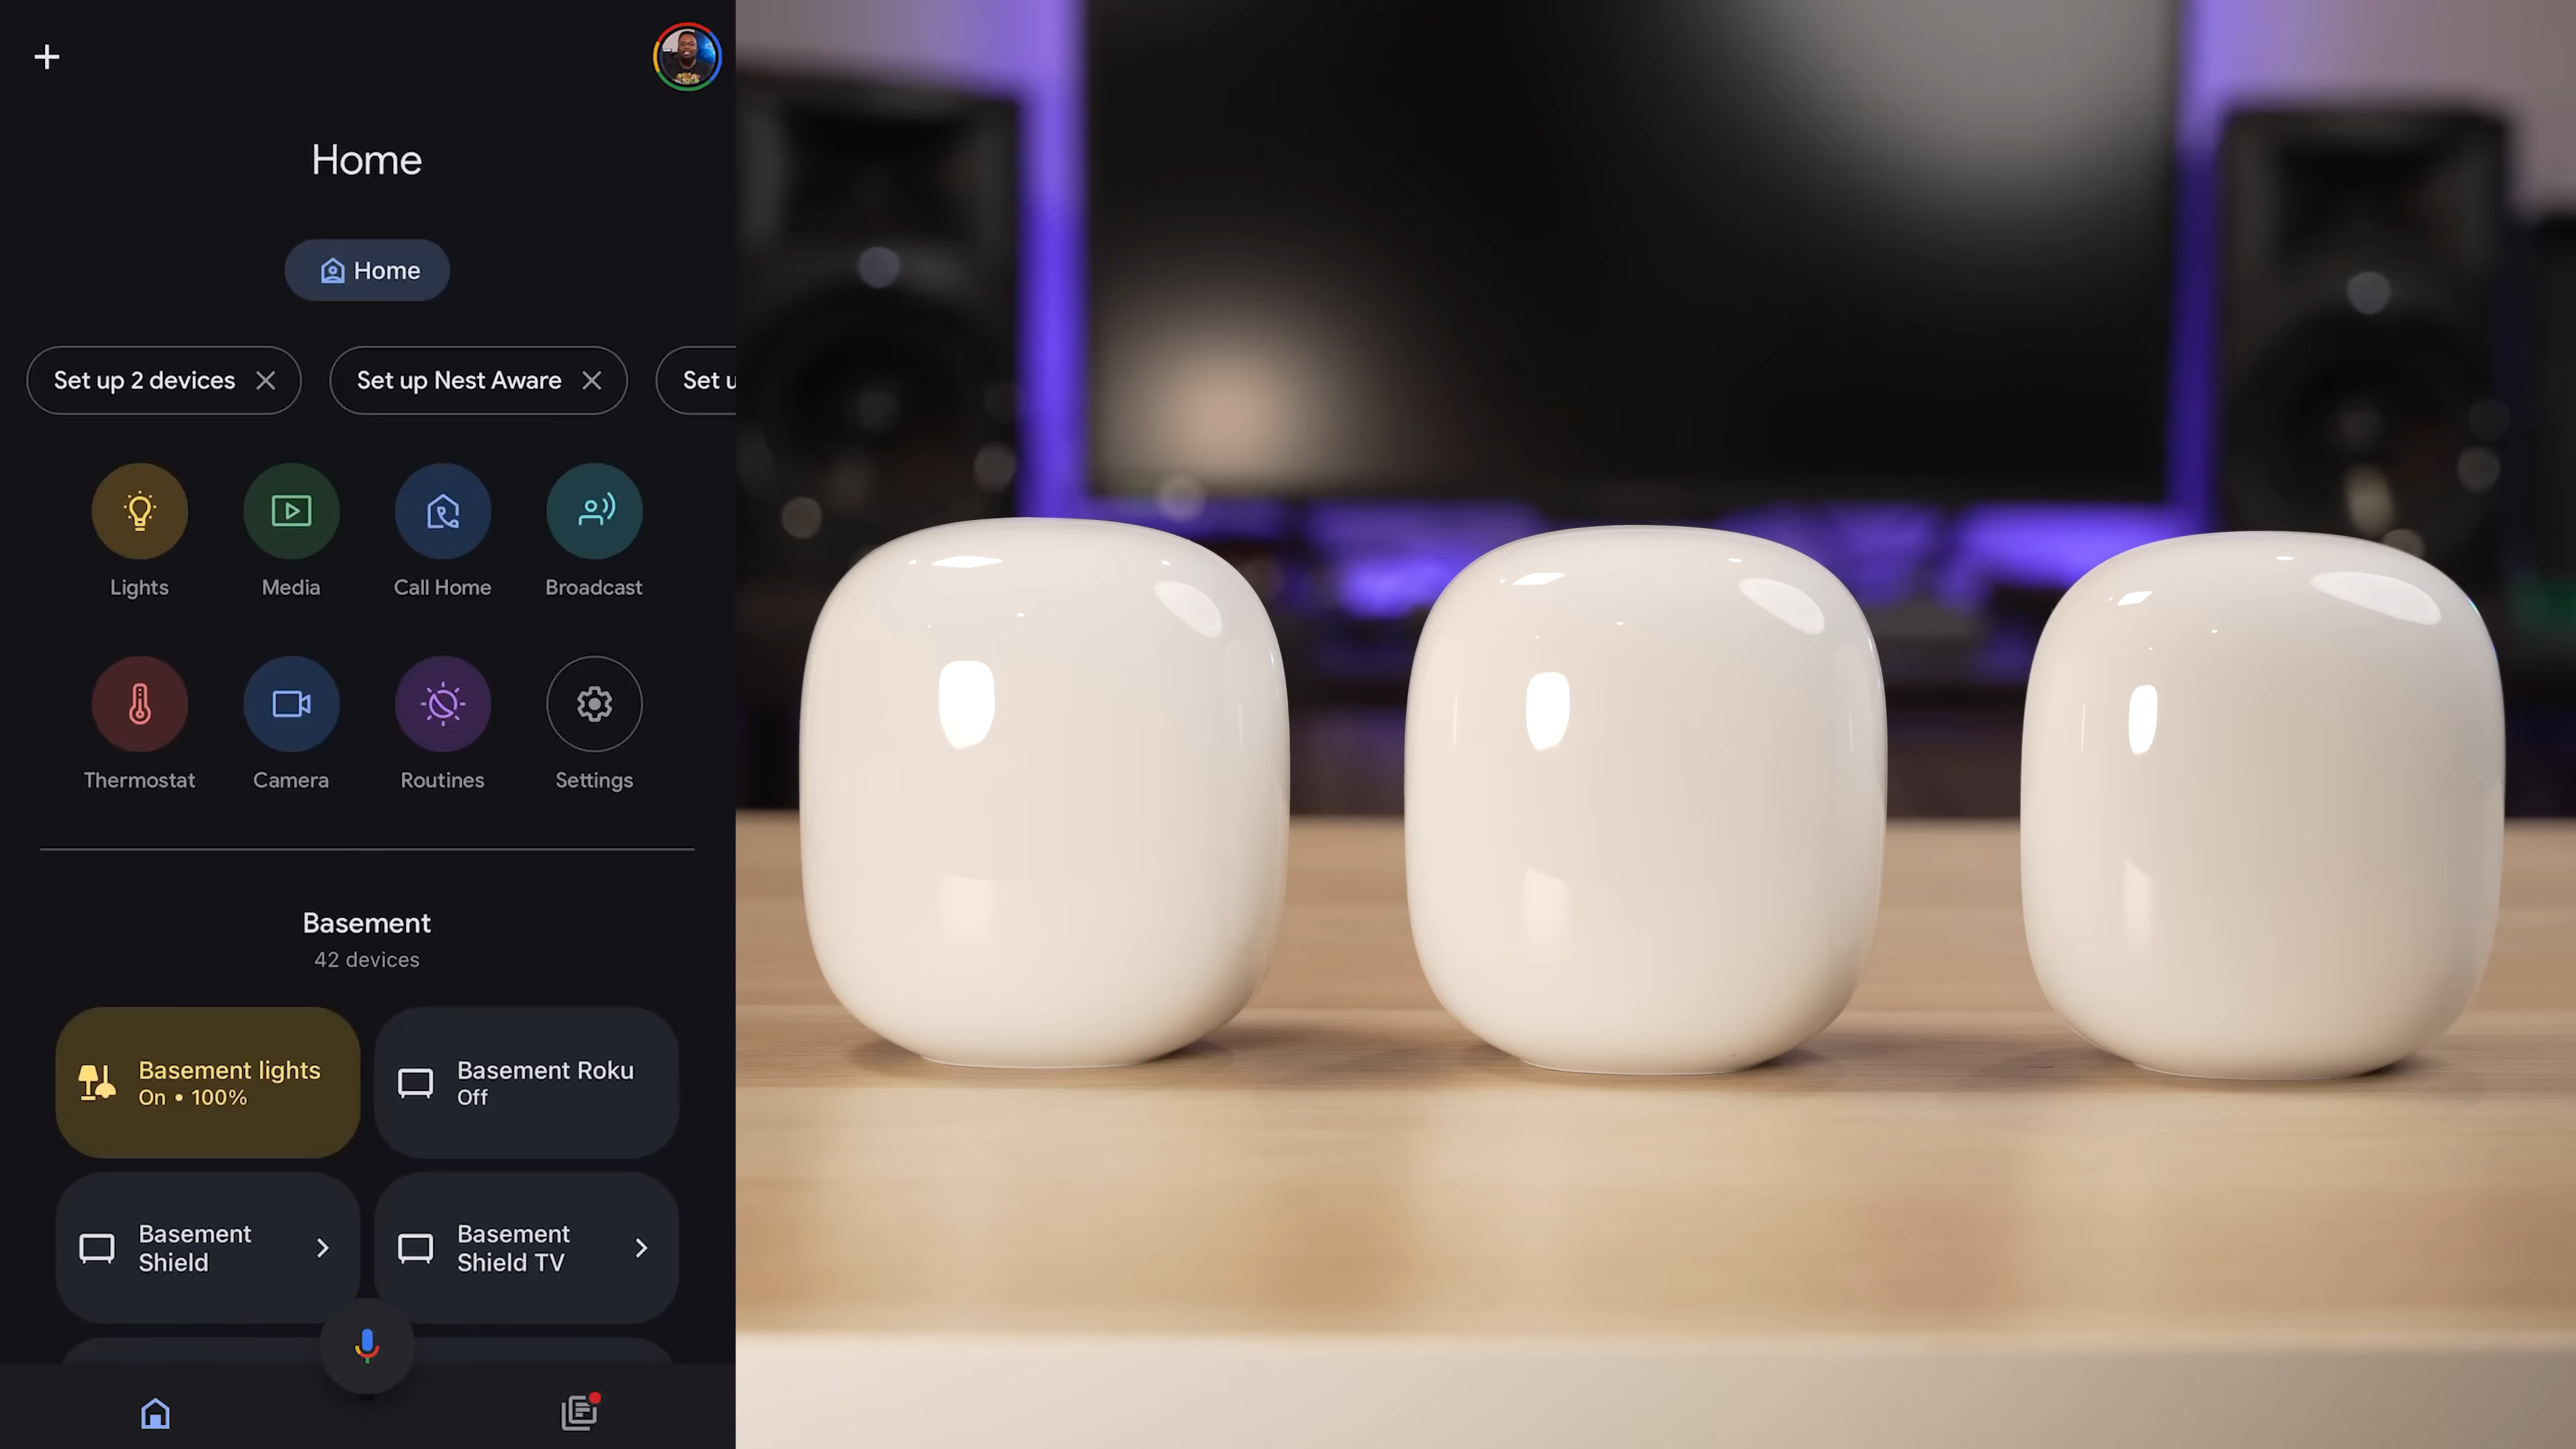 Home
Home
Set up 2 devices
Set up Nest Aware
Set u
Lights
Media
Call Home
Broadcast
Thermostat
Camera
Routines
Settings
Basement
42 devices
Basement lights
On • 100%
Basement Roku
Off
Basement
Shield
Basement
Shield TV